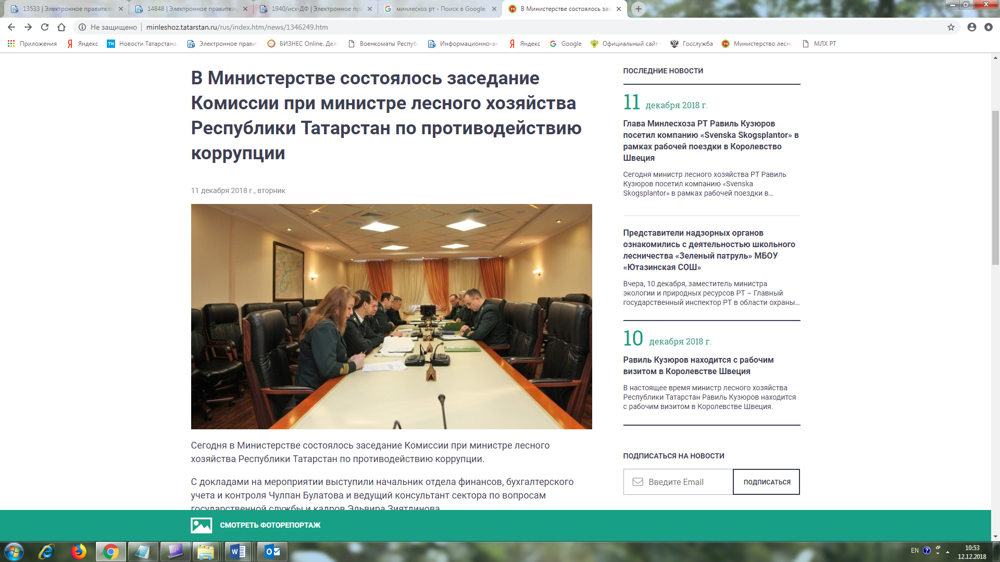 13533 | Электронное правитель
14848 | Электронное правитель
1940/исх-ДФ | Электронное пра
минлесхоз рт - Поиск в Google
В Министерстве состоялось зас
Не защищено
minleshoz.tatarstan.ru/rus/index.htm/news/1346249.htm
Приложения
Яндекс
Новости Татарстана
Электронное прави
БИЗНЕС Online. Дел
Военкоматы Респуб
Информационно-ан
Яндекс
Google
Официальный сайт
Госслужба
Министерство лесн
МЛХ РТ
В Министерстве состоялось заседание
Комиссии при министре лесного хозяйства
Республики Татарстан по противодействию
коррупции
11 декабря 2018 г., вторник
Сегодня в Министерстве состоялось заседание Комиссии при министре лесного
хозяйства Республики Татарстан по противодействию коррупции.
С докладами на мероприятии выступили начальник отдела финансов, бухгалтерского
учета и контроля Чулпан Булатова и ведущий консультант сектора по вопросам
государственной службы и кадров Эльвира Зиятдинова
ПОСЛЕДНИЕ НОВОСТИ
11 декабря 2018 г.
Глава Минлесхоза РТ Равиль Кузюров
посетил компанию «Svenska Skogsplantor» в
рамках рабочей поездки в Королевство
Швеция
Сегодня министр лесного хозяйства РТ Равиль
Кузюров посетил компанию «Svenska
Skogsplantor» в рамках рабочей поездки в...
Представители надзорных органов
ознакомились с деятельностью школьного
лесничества «Зеленый патруль» МБОУ
«Ютазинская СОШ»
Вчера, 10 декабря, заместитель министра
экологии и природных ресурсов РТ – Главный
государственный инспектор РТ в области охраны...
10 декабря 2018 г.
Равиль Кузюров находится с рабочим
визитом в Королевстве Швеция
В настоящее время министр лесного хозяйства
Республики Татарстан Равиль Кузюров находится
с рабочим визитом в Королевстве Швеция.
ПОДПИСАТЬСЯ НА НОВОСТИ
Введите Email
ПОДПИСАТЬСЯ
СМОТРЕТЬ ФОТОРЕПОРТАЖ
EN
10:53
12.12.2018